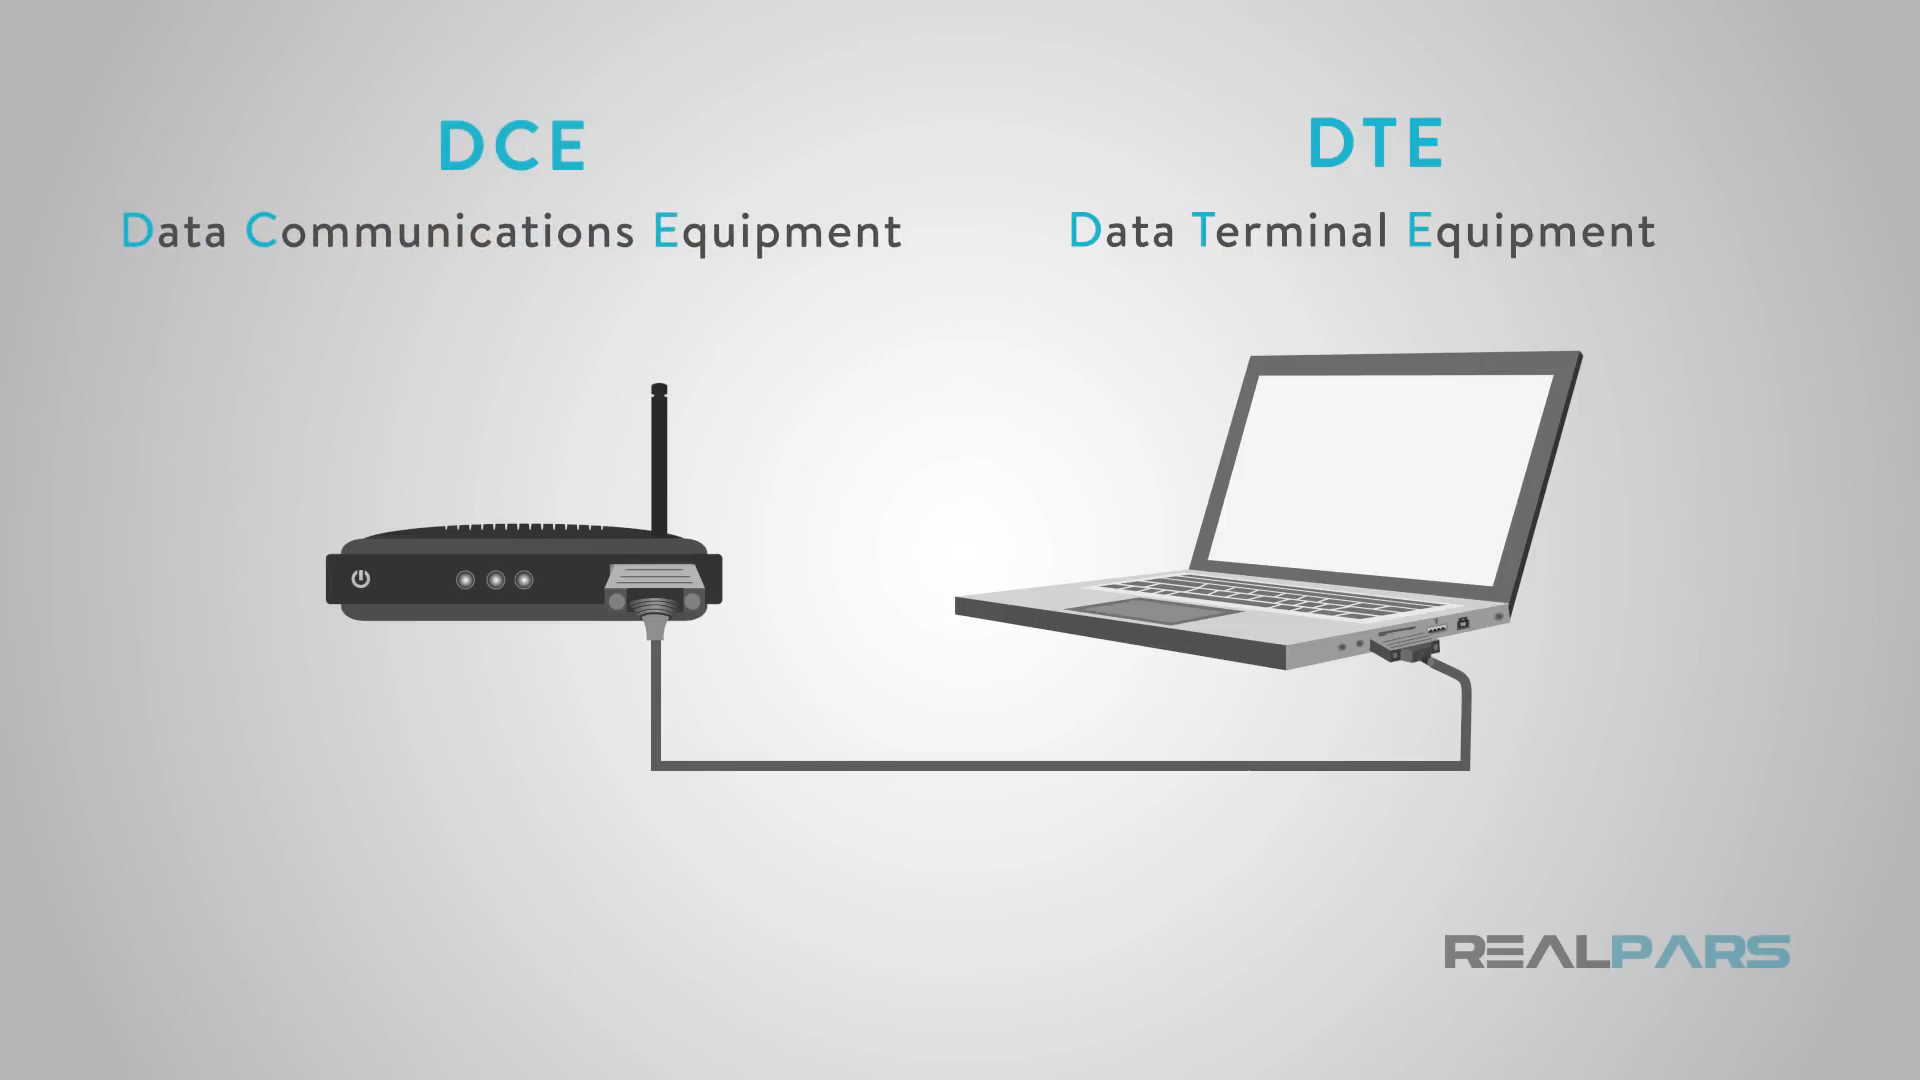 DCE
Data Communications Equipment
DTE
Data Terminal Equipment
REALPARS